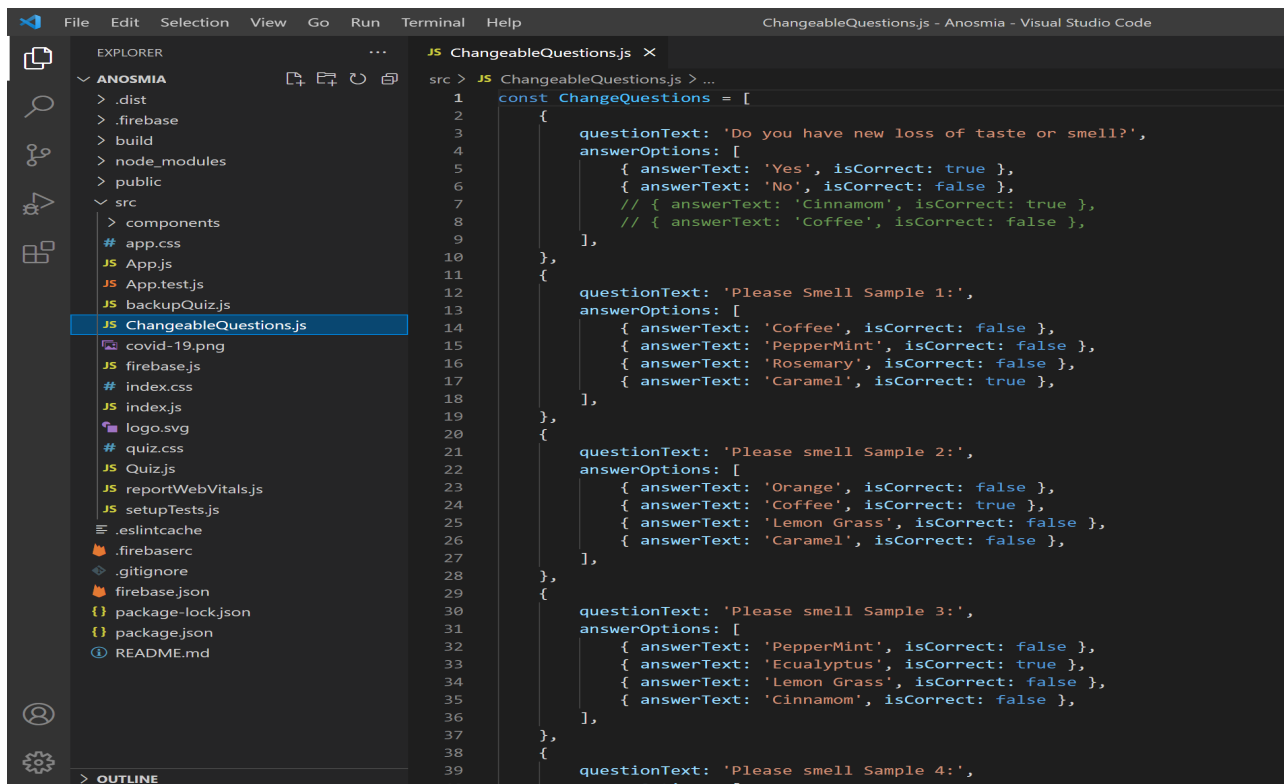 File Edit Selection View Go Run Terminal Help ChangeableQuestions.js - Anosmia - Visual Studio Code
EXPLORER ...
ANOSMIA
> .dist
> .firebase
> build
> node_modules
> public
src
> components
# app.css
JS App.js
JS App.test.js
JS backupQuiz.js
JS ChangeableQuestions.js
covid-19.png
JS firebase.js
# index.css
JS index.js
logo.svg
# quiz.css
JS Quiz.js
JS reportWebVitals.js
JS setupTests.js
.eslintcache
.firebaserc
.gitignore
firebase.json
{} package-lock.json
{} package.json
README.md
> OUTLINE
JS ChangeableQuestions.js ×
src > JS ChangeableQuestions.js > ...
1 const ChangeQuestions = [
2 {
3 questionText: 'Do you have new loss of taste or smell?',
4 answerOptions: [
5 { answerText: 'Yes', isCorrect: true },
6 { answerText: 'No', isCorrect: false },
7 // { answerText: 'Cinnamom', isCorrect: true },
8 // { answerText: 'Coffee', isCorrect: false },
9 ],
10 },
11 {
12 questionText: 'Please Smell Sample 1:',
13 answerOptions: [
14 { answerText: 'Coffee', isCorrect: false },
15 { answerText: 'PepperMint', isCorrect: false },
16 { answerText: 'Rosemary', isCorrect: false },
17 { answerText: 'Caramel', isCorrect: true },
18 ],
19 },
20 {
21 questionText: 'Please smell Sample 2:',
22 answerOptions: [
23 { answerText: 'Orange', isCorrect: false },
24 { answerText: 'Coffee', isCorrect: true },
25 { answerText: 'Lemon Grass', isCorrect: false },
26 { answerText: 'Caramel', isCorrect: false },
27 ],
28 },
29 {
30 questionText: 'Please smell Sample 3:',
31 answerOptions: [
32 { answerText: 'PepperMint', isCorrect: false },
33 { answerText: 'Ecualyptus', isCorrect: true },
34 { answerText: 'Lemon Grass', isCorrect: false },
35 { answerText: 'Cinnamom', isCorrect: false },
36 ],
37 },
38 {
39 questionText: 'Please smell Sample 4:',